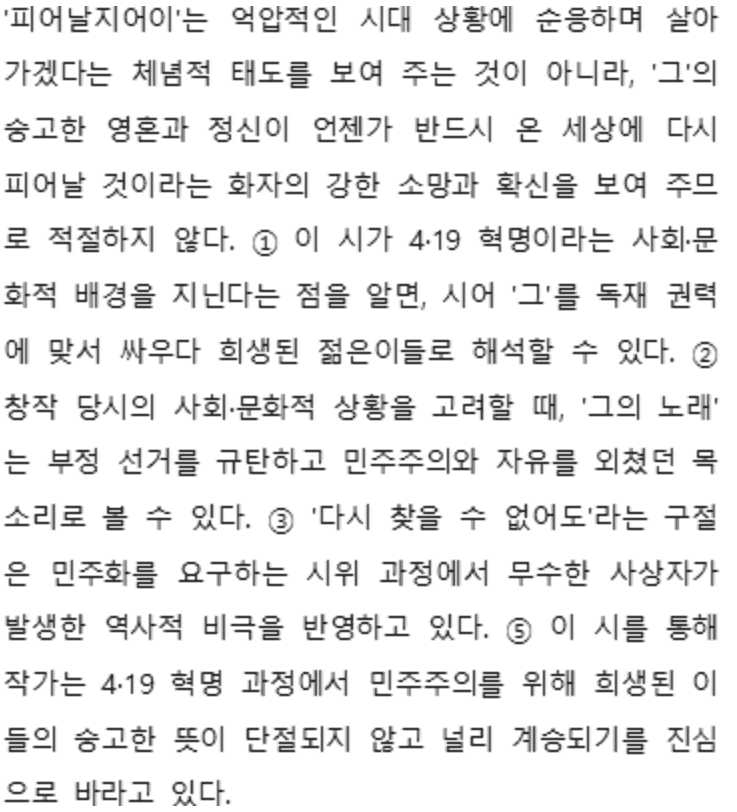 '피어날지어이'는 억압적인 시대 상황에 순응하며 살아
가겠다는 체념적 태도를 보여 주는 것이 아니라, '그'의
숭고한 영혼과 정신이 언젠가 반드시 온 세상에 다시
피어날 것이라는 화자의 강한 소망과 확신을 보여 주므
로 적절하지 않다. ① 이 시가 4·19 혁명이라는 사회·문
화적 배경을 지닌다는 점을 알면, 시어 '그'를 독재 권력
에 맞서 싸우다 희생된 젊은이들로 해석할 수 있다. ②
창작 당시의 사회·문화적 상황을 고려할 때, '그의 노래'
는 부정 선거를 규탄하고 민주주의와 자유를 외쳤던 목
소리로 볼 수 있다. ③ '다시 찾을 수 없어도'라는 구절
은 민주화를 요구하는 시위 과정에서 무수한 사상자가
발생한 역사적 비극을 반영하고 있다. ⑤ 이 시를 통해
작가는 4·19 혁명 과정에서 민주주의를 위해 희생된 이
들의 숭고한 뜻이 단절되지 않고 널리 계승되기를 진심
으로 바라고 있다.